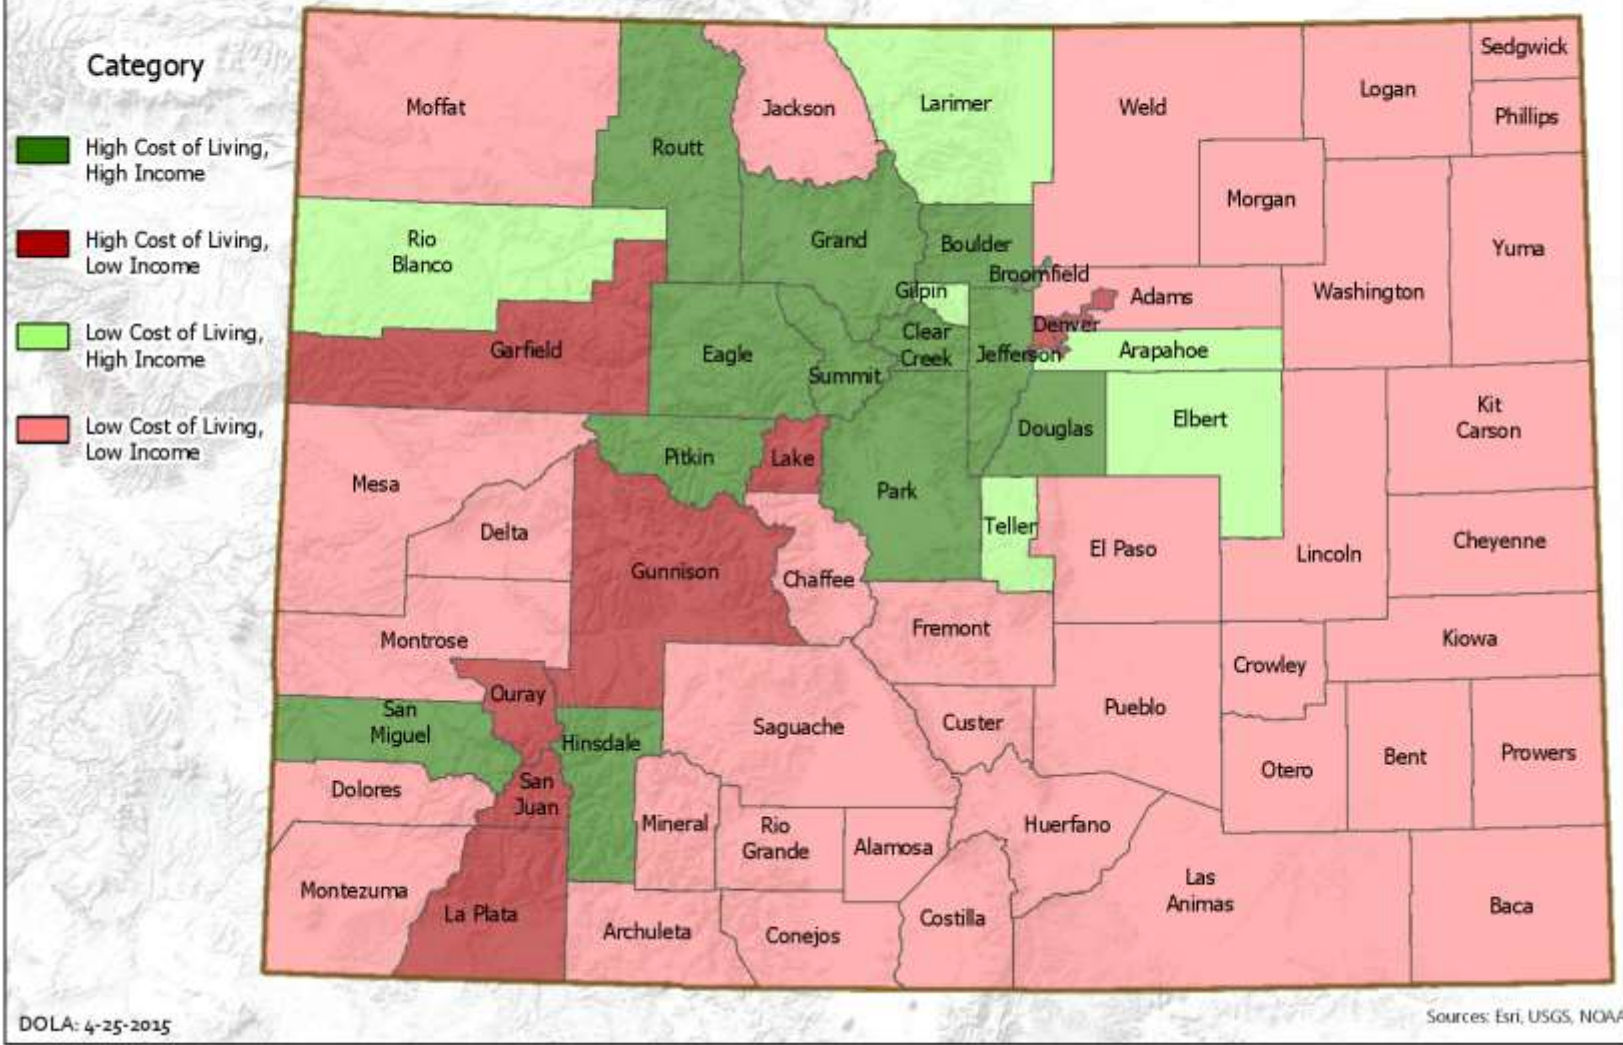 Category
High Cost of Living,
High Income
High Cost of Living,
Low Income
Low Cost of Living,
High Income
Low Cost of Living,
Low Income
Moffat
Routt
Jackson
Larimer
Weld
Logan
Sedgwick
Phillips
Morgan
Rio
Blanco
Grand
Boulder
Broomfield
Gilpin
Adams
Washington
Yuma
Garfield
Eagle
Summit
Clear
Creek
Jefferson
Denver
Arapahoe
Pitkin
Lake
Park
Douglas
Elbert
Kit
Carson
Mesa
Delta
Gunnison
Chaffee
Teller
El Paso
Lincoln
Cheyenne
Montrose
Fremont
Crowley
Kiowa
Ouray
San
Miguel
Hinsdale
Saguache
Custer
Pueblo
Otero
Bent
Prowers
Dolores
San
Juan
Mineral
Rio
Grande
Alamosa
Huerfano
Montezuma
La Plata
Archuleta
Conejos
Costilla
Las
Animas
Baca
DOLA: 4-25-2015
Sources: Esri, USGS, NOAA